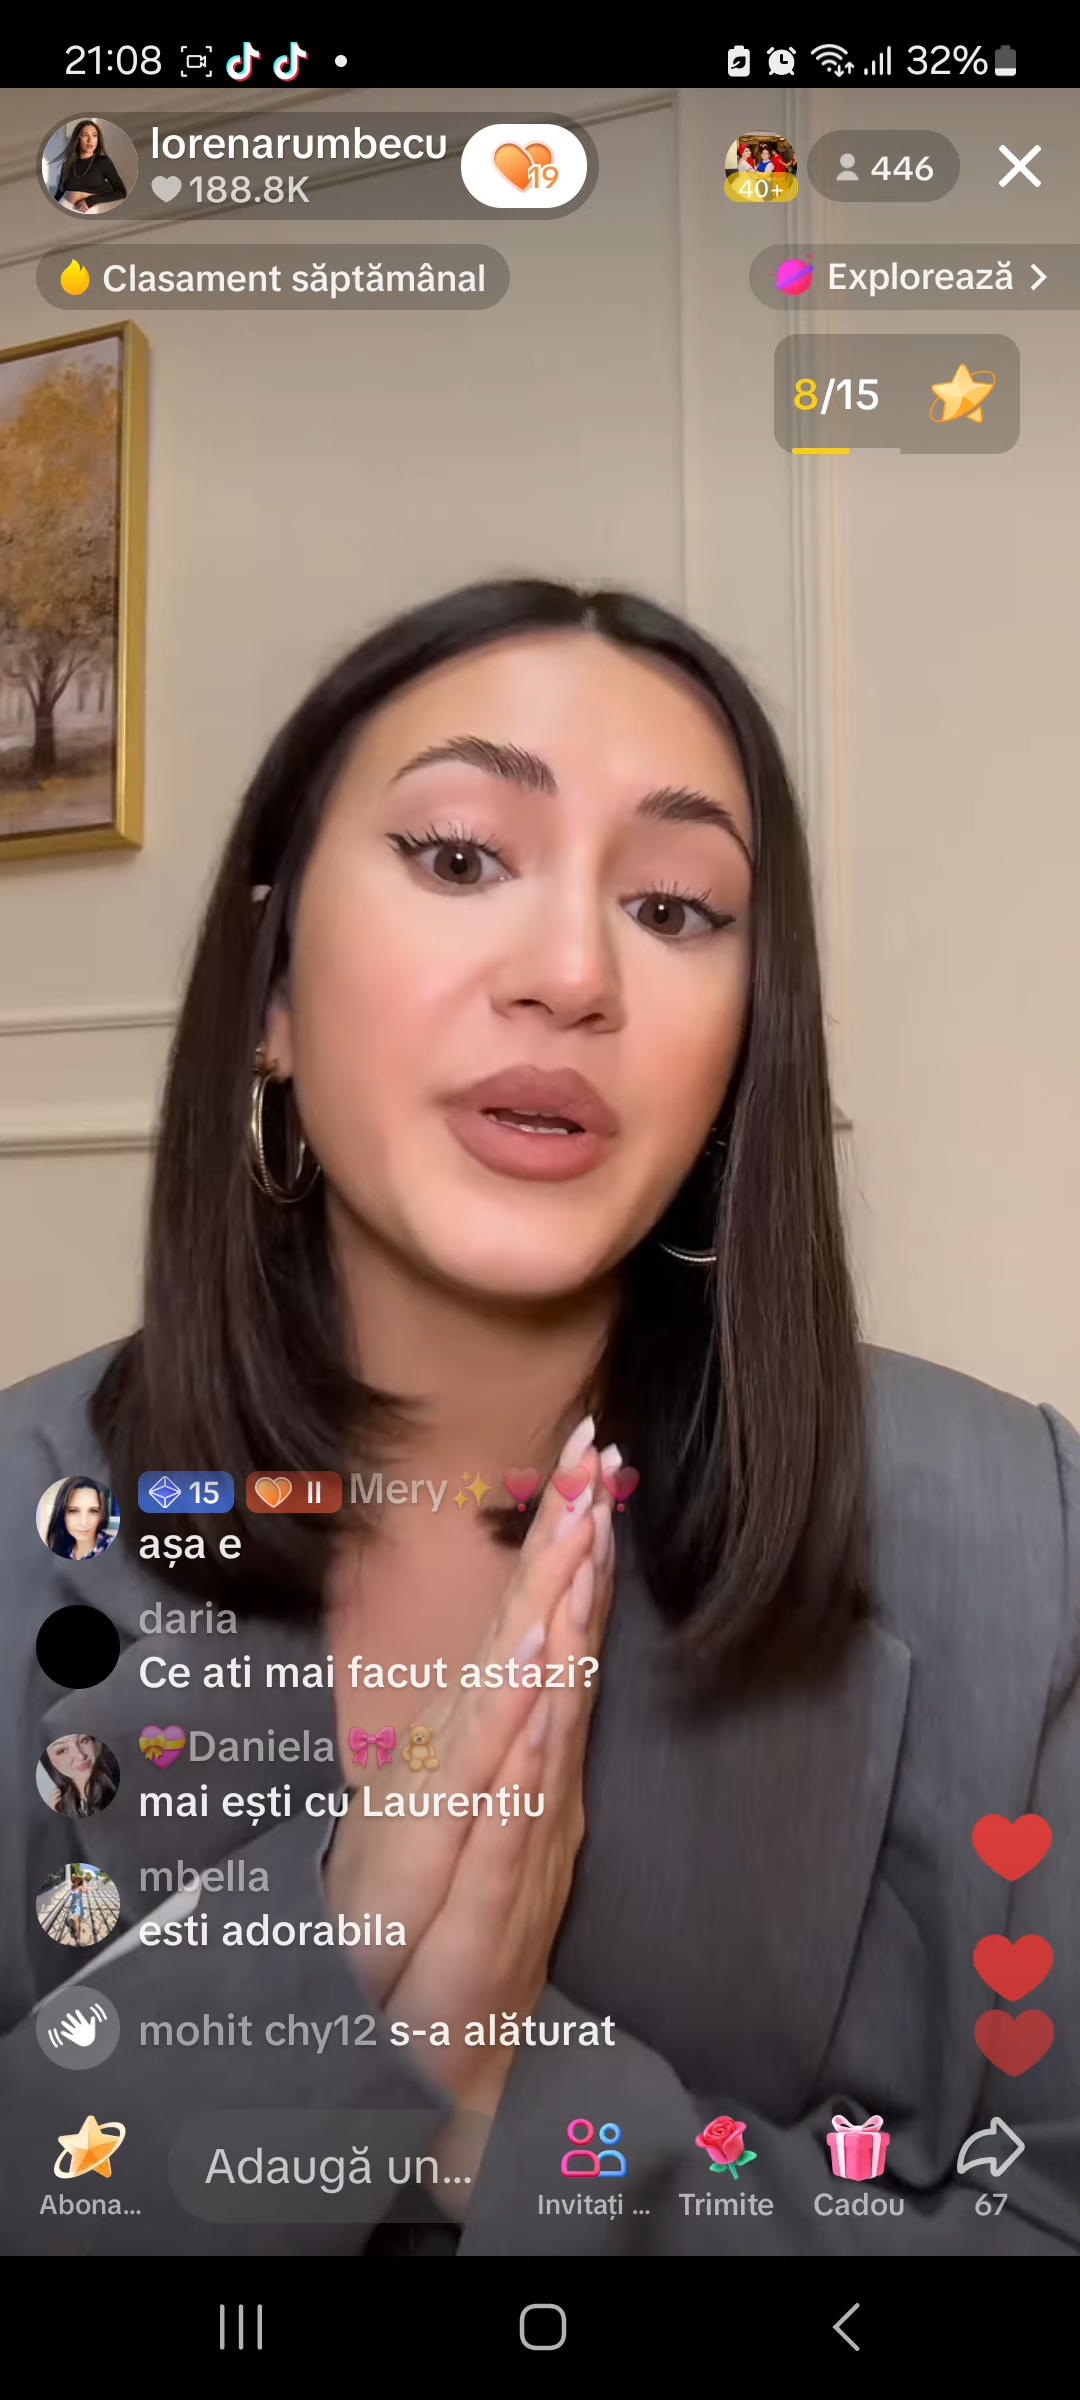 21:08
32%
lorenarumbecu
188.8K
19
40+
446
Clasament săptămânal
Explorează
8/15
15 Mery
așa e
daria
Ce ati mai facut astazi?
Daniela
mai ești cu Laurențiu
mbella
esti adorabila
mohit chy12 s-a alăturat
Adaugă un...
Abona...
Invitați ...
Trimite
Cadou
67